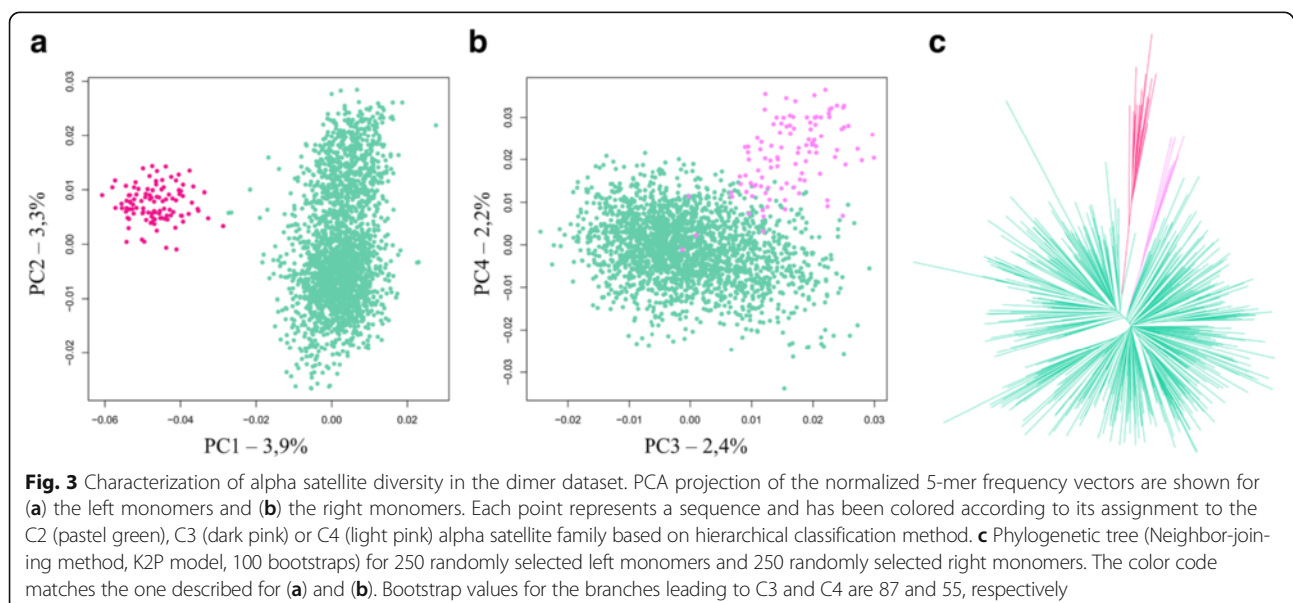 a
b
c
0.03
0.02
0.01
0.00
−0.01
−0.02
PC2 – 3,3%
−0.06
−0.04
−0.02
0.00
0.02
PC1 – 3,9%
0.03
0.02
0.01
0.00
−0.01
−0.02
−0.03
PC4 – 2,2%
−0.02
−0.01
0.00
0.01
0.02
0.03
PC3 – 2,4%
Fig. 3 Characterization of alpha satellite diversity in the dimer dataset. PCA projection of the normalized 5-mer frequency vectors are shown for
(a) the left monomers and (b) the right monomers. Each point represents a sequence and has been colored according to its assignment to the
C2 (pastel green), C3 (dark pink) or C4 (light pink) alpha satellite family based on hierarchical classification method. c Phylogenetic tree (Neighbor-join-
ing method, K2P model, 100 bootstraps) for 250 randomly selected left monomers and 250 randomly selected right monomers. The color code
matches the one described for (a) and (b). Bootstrap values for the branches leading to C3 and C4 are 87 and 55, respectively